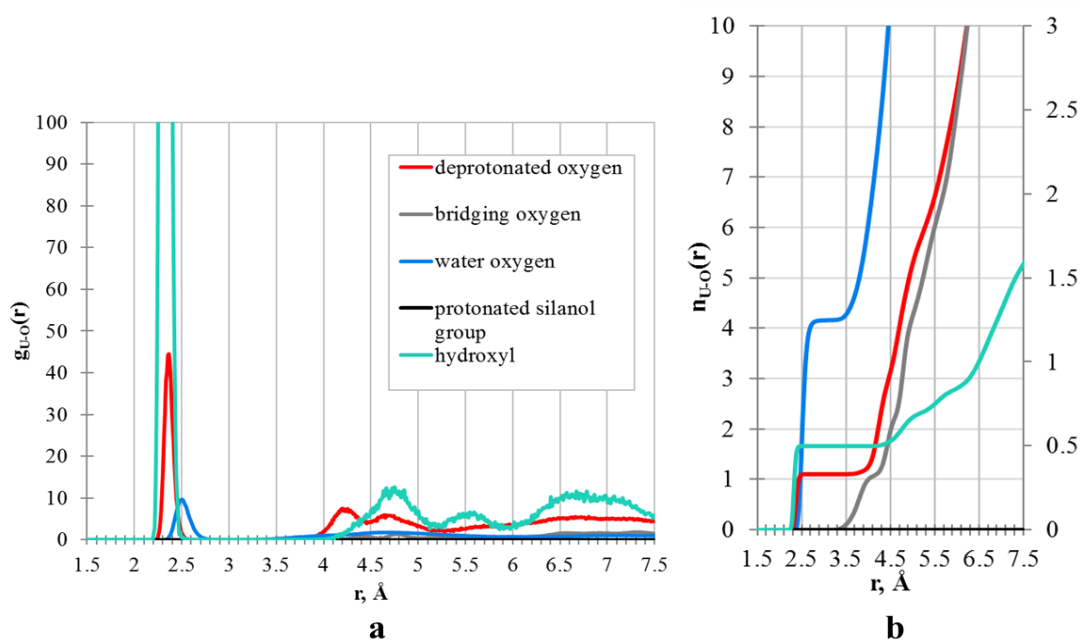 100
90
80
70
60
50
40
30
20
10
0
g_U-O(r)
1.5 2 2.5 3 3.5 4 4.5 5 5.5 6 6.5 7 7.5
r, Å
deprotonated oxygen
bridging oxygen
water oxygen
protonated silanol
group
hydroxyl
a
10
9
8
7
6
5
4
3
2
1
0
n_U-O(r)
3
2.5
2
1.5
1
0.5
0
1.5 2.5 3.5 4.5 5.5 6.5 7.5
r, Å
b